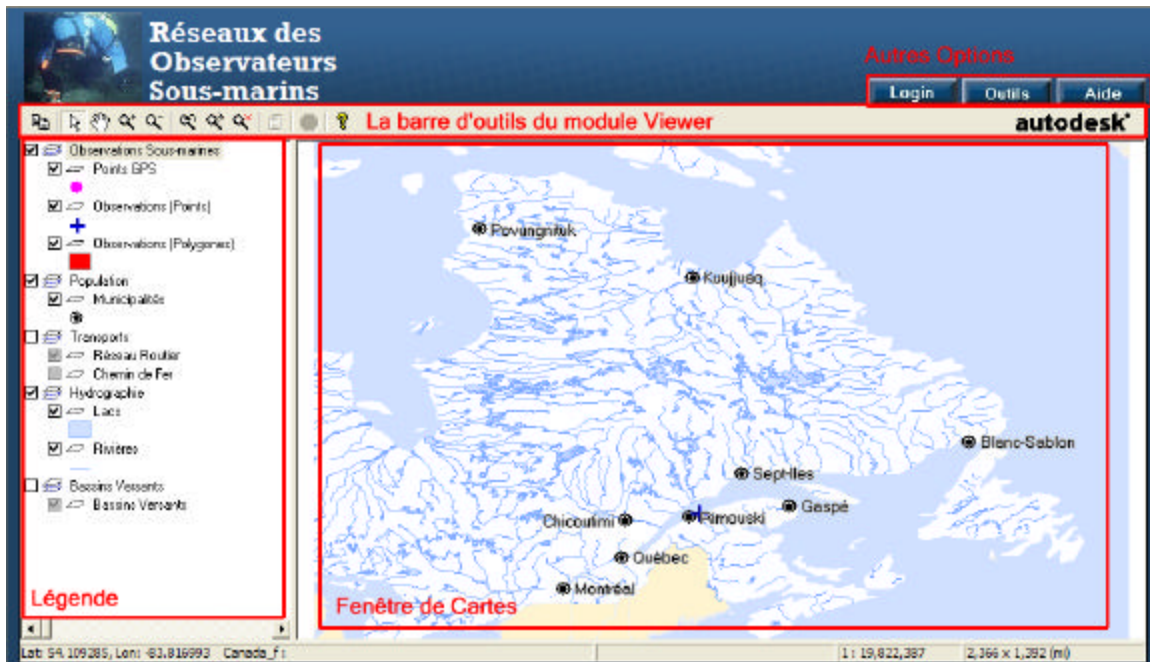 Réseaux des
Observateurs
Sous-marins
Autres Options
Login Outils Aide
La barre d'outils du module Viewer
autodesk
Observations Sous-marines
Points GPS
Observations (Points)
Observations (Polygones)
Population
Municipalités
Transports
Réseau Routier
Chemin de Fer
Hydrographie
Lacs
Rivières
Bassins Versants
Bassins Versants
Légende
Povungnituk
Kuujjuaq
Blanc-Sablon
Sept-Iles
Gaspé
Rimouski
Chicoutimi
Québec
Montréal
Fenêtre de Cartes
Lat: 54.109285, Lon: -83.816993 Canada_f:
1 : 19,822,387
2,366 x 1,392 (mi)